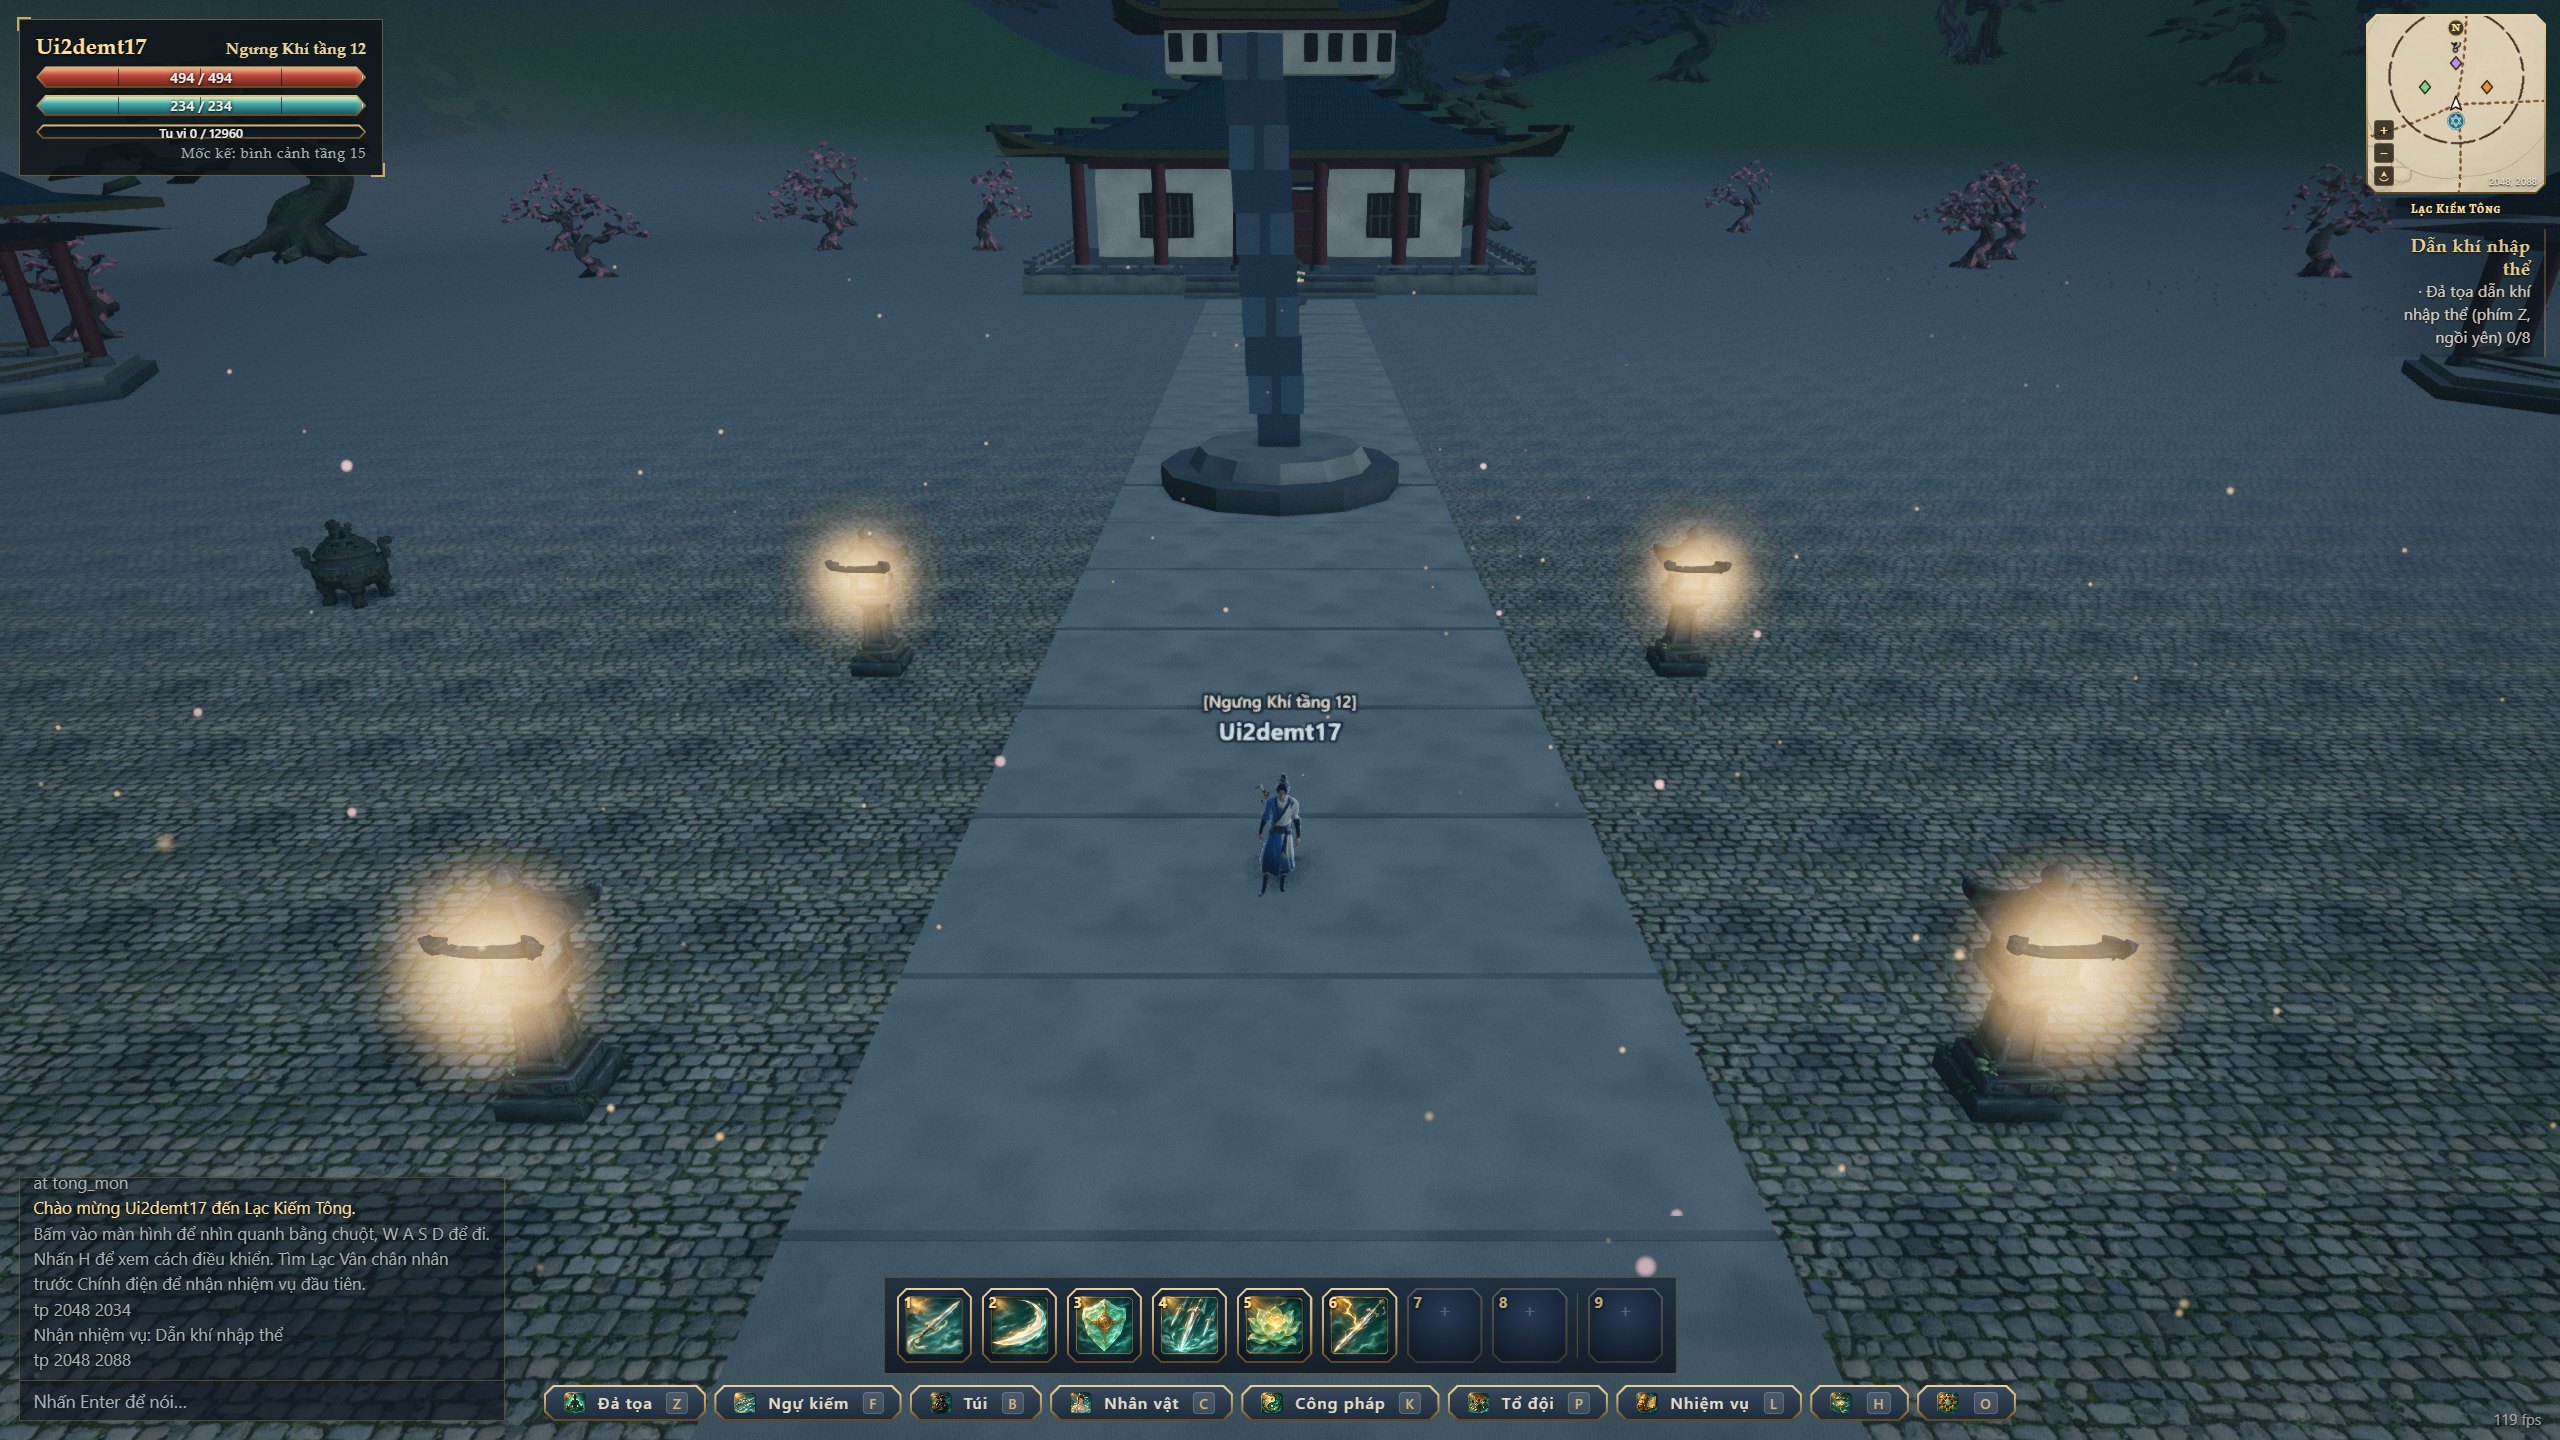 Ui2demt17
Ngưng Khí tầng 12
494 / 494
234 / 234
Tu vi 0 / 12960
Mốc kế: bình cảnh tầng 15
N
+
−
2048, 2088
Lạc Kiếm Tông
Dẫn khí nhập
thể
· Đả tọa dẫn khí
nhập thể (phím Z,
ngồi yên) 0/8
[Ngưng Khí tầng 12]
Ui2demt17
at tong_mon
Chào mừng Ui2demt17 đến Lạc Kiếm Tông.
Bấm vào màn hình để nhìn quanh bằng chuột, W A S D để đi.
Nhấn H để xem cách điều khiển. Tìm Lạc Vân chân nhân
trước Chính điện để nhận nhiệm vụ đầu tiên.
tp 2048 2034
Nhận nhiệm vụ: Dẫn khí nhập thể
tp 2048 2088
Nhấn Enter để nói...
1 2 3 4 5 6 7 + 8 + 9 +
Đả tọa Z Ngự kiếm F Túi B Nhân vật C Công pháp K Tổ đội P Nhiệm vụ L H O
119 fps